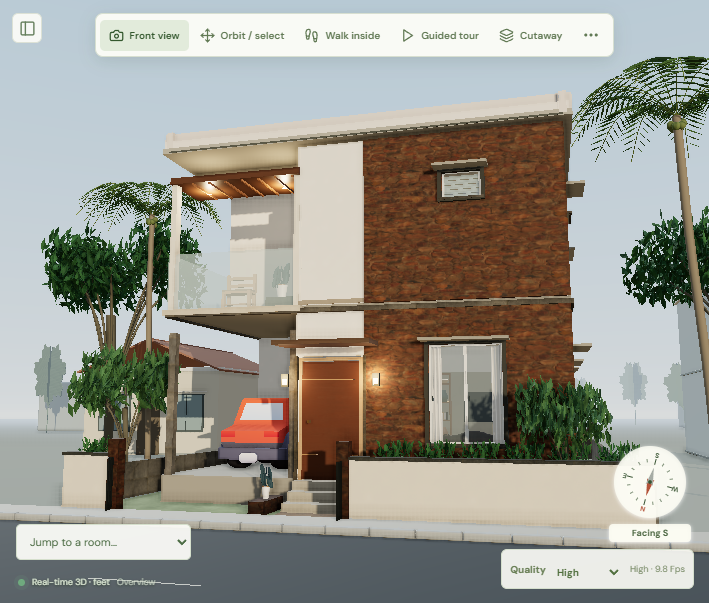 Front view
Orbit / select
Walk inside
Guided tour
Cutaway
S
W
N
Facing S
Jump to a room...
Real-time 3D · feet Overview
Quality High High · 9.8 Fps